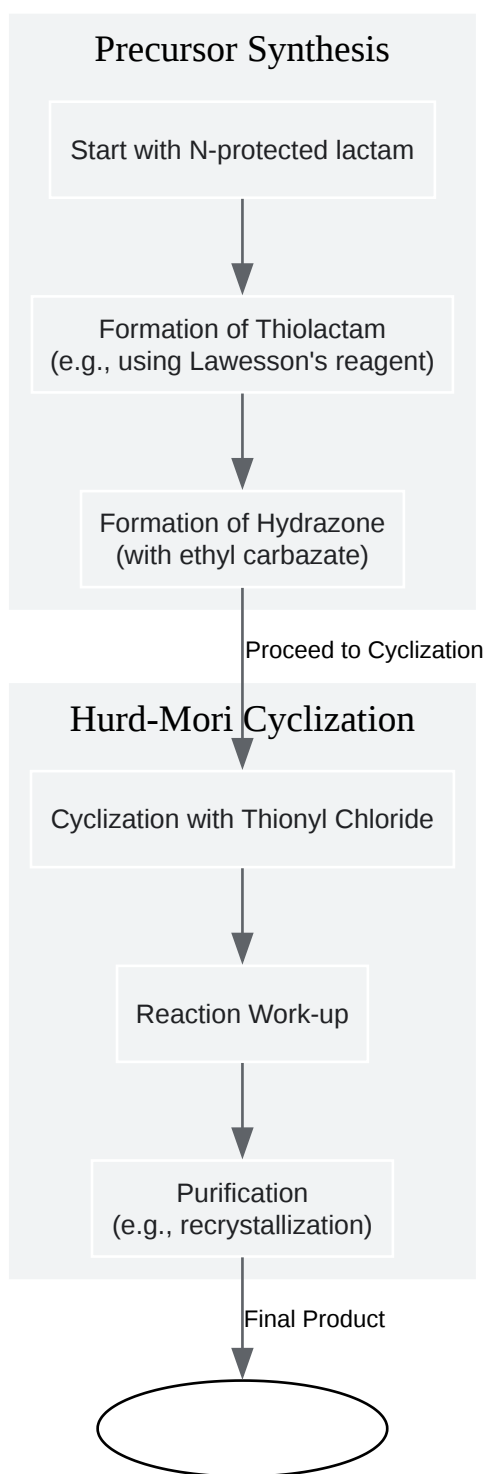 Precursor Synthesis
Start with N-protected lactam
Formation of Thiolactam
(e.g., using Lawesson's reagent)
Formation of Hydrazone
(with ethyl carbazate)
Proceed to Cyclization
Hurd-Mori Cyclization
Cyclization with Thionyl Chloride
Reaction Work-up
Purification
(e.g., recrystallization)
Final Product